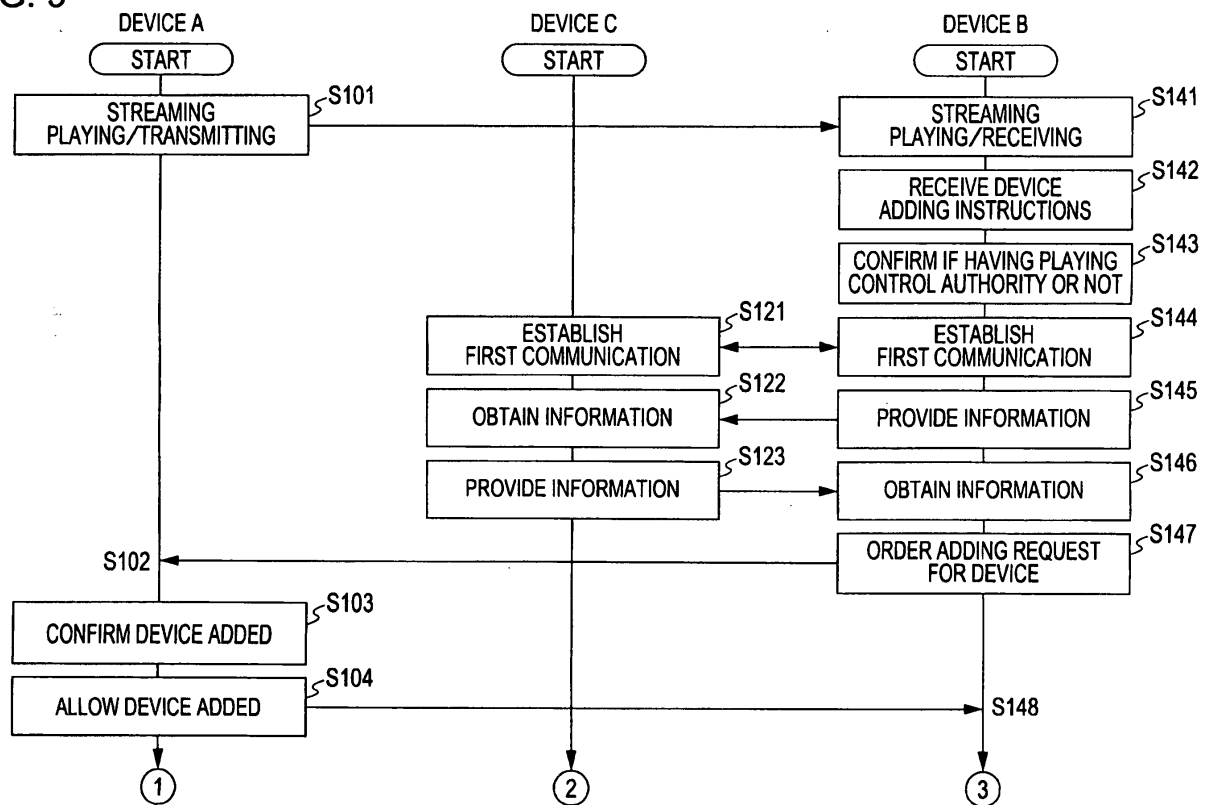 DEVICE A
DEVICE C
DEVICE B
START
START
START
STREAMING
PLAYING/TRANSMITTING
S101
STREAMING
PLAYING/RECEIVING
S141
RECEIVE DEVICE
ADDING INSTRUCTIONS
S142
CONFIRM IF HAVING PLAYING
CONTROL AUTHORITY OR NOT
S143
ESTABLISH
FIRST COMMUNICATION
S121
ESTABLISH
FIRST COMMUNICATION
S144
OBTAIN INFORMATION
S122
PROVIDE INFORMATION
S145
PROVIDE INFORMATION
S123
OBTAIN INFORMATION
S146
S102
ORDER ADDING REQUEST
FOR DEVICE
S147
CONFIRM DEVICE ADDED
S103
ALLOW DEVICE ADDED
S104
S148
1
2
3